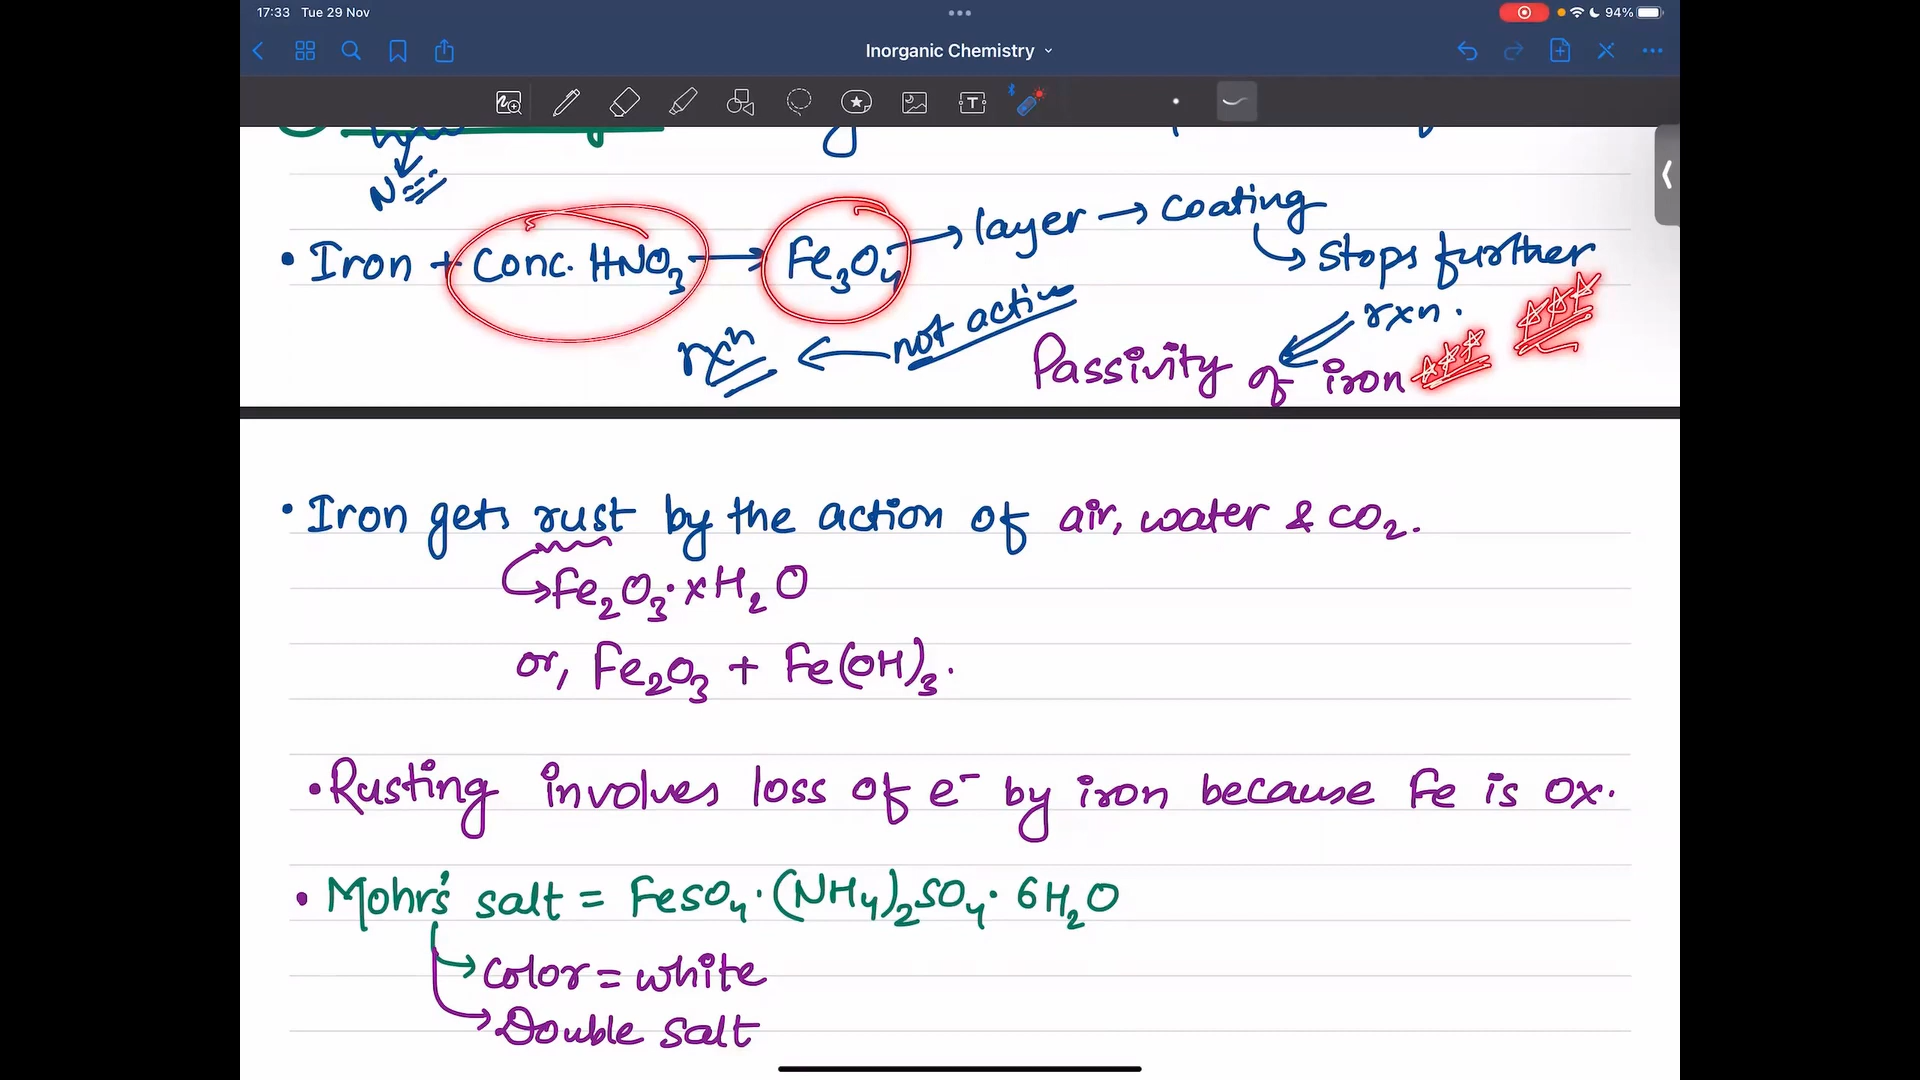 17:33 Tue 29 Nov
94%
Inorganic Chemistry
N
• Iron + Conc. HNO₃ → Fe₃O₄ → layer → coating
↳ stops further
rxn.
rxⁿ ← not active
Passivity of iron
• Iron gets rust by the action of air, water & CO₂.
↳ Fe₂O₃·xH₂O
or, Fe₂O₃ + Fe(OH)₃.
• Rusting involves loss of e⁻ by iron because Fe is ox.
• Mohr's salt = FeSO₄·(NH₄)₂SO₄·6H₂O
→ color = white
→ Double salt